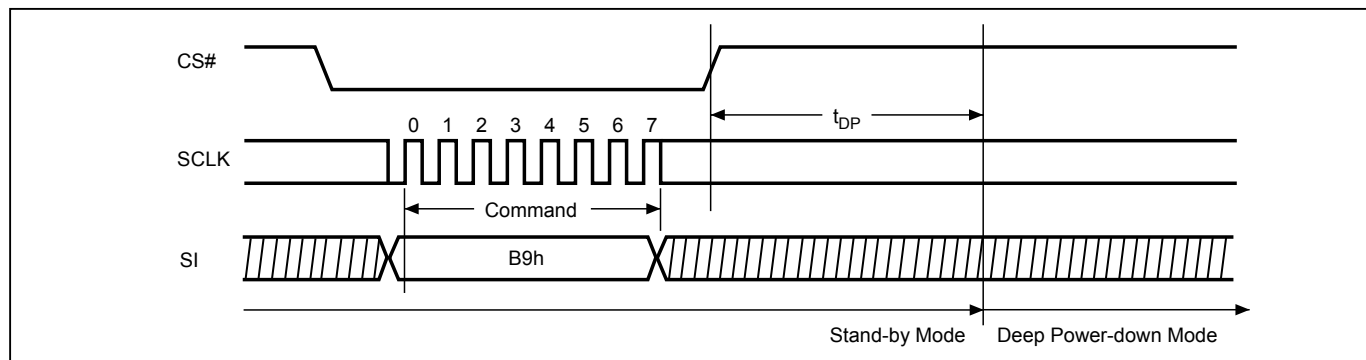 CS#
t_DP
0 1 2 3 4 5 6 7
SCLK
Command
SI
B9h
Stand-by Mode Deep Power-down Mode